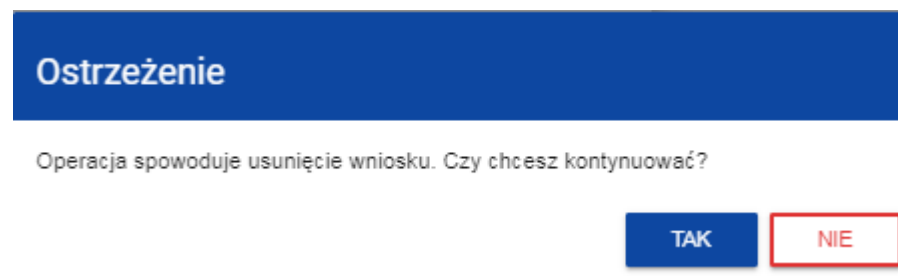 Ostrzeżenie
Operacja spowoduje usunięcie wniosku. Czy chcesz kontynuować?
TAK NIE